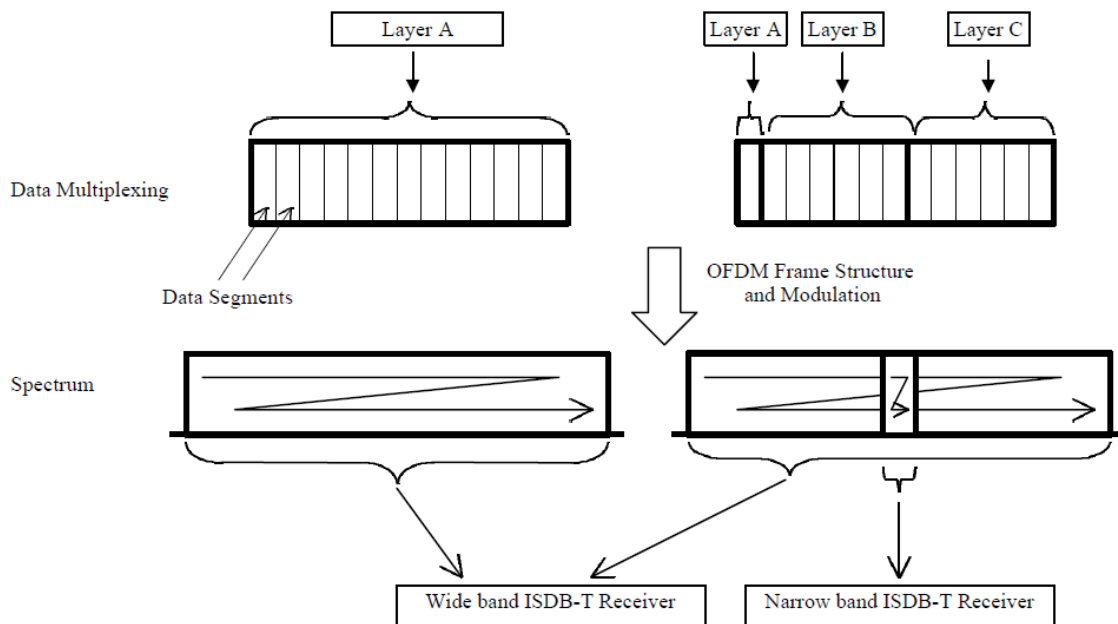 Layer A
Layer A
Layer B
Layer C
Data Multiplexing
Data Segments
OFDM Frame Structure
and Modulation
Spectrum
Wide band ISDB-T Receiver
Narrow band ISDB-T Receiver